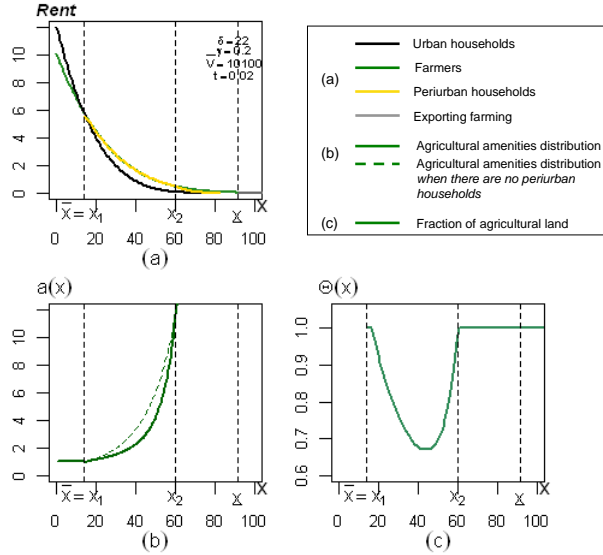 Rent
δ=22
γ=0.2
V=10100
t=0.02
0 2 4 6 8 10
x̄ = x₁ x₂ x̲ X
0 20 40 60 80 100
(a)
(a)
Urban households
Farmers
Periurban households
Exporting farming
(b)
Agricultural amenities distribution
Agricultural amenities distribution
when there are no periurban
households
(c)
Fraction of agricultural land
a(x)
2 4 6 8 10
x̄ = x₁ x₂ x̲ X
0 20 40 60 80 100
(b)
Θ(x)
0.6 0.7 0.8 0.9 1.0
x̄ = x₁ x₂ x̲ X
0 20 40 60 80 100
(c)